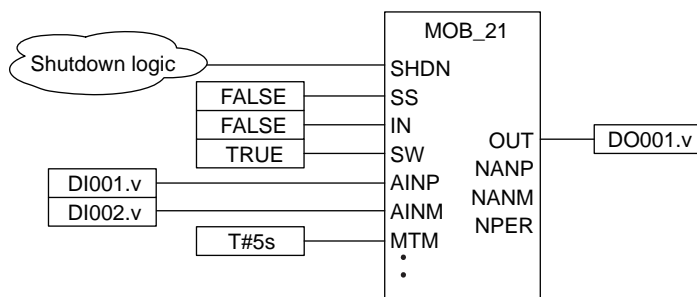 MOB_21
Shutdown logic
SHDN
FALSE
SS
FALSE
IN
TRUE
SW
OUT
DO001.v
DI001.v
AINP
NANP
DI002.v
AINM
NANM
T#5s
MTM
NPER